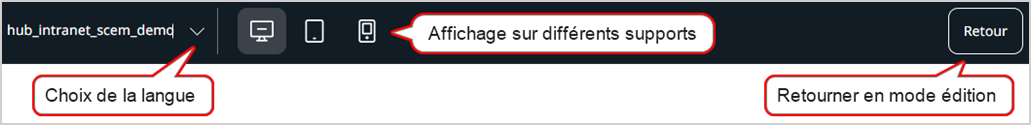 hub_intranet_scem_demo
Affichage sur différents supports
Retour
Choix de la langue
Retourner en mode édition